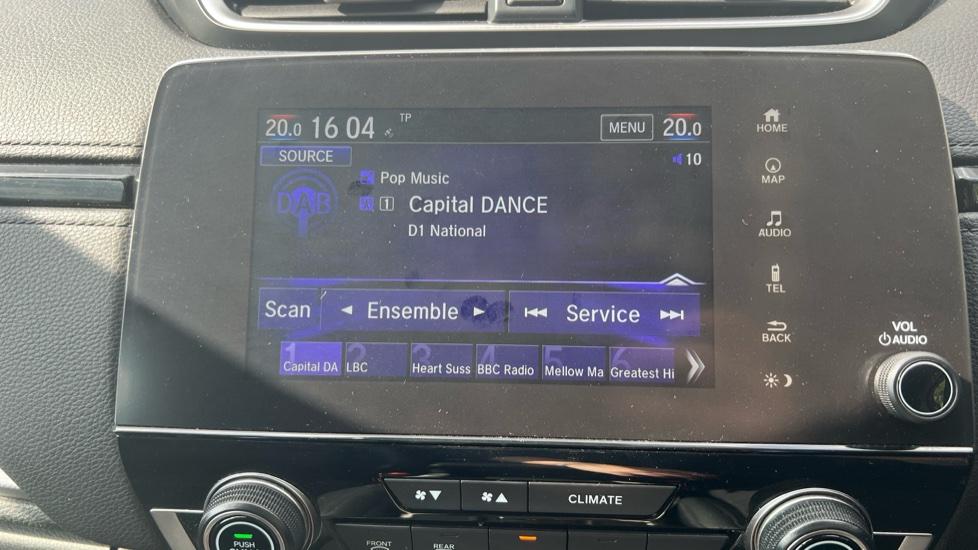 20.0 16 04 TP MENU 20.0
SOURCE
10
DAB
Pop Music
1 Capital DANCE
D1 National
Scan ◄ Ensemble ► Service
1 Capital DA 2 LBC 3 Heart Suss 4 BBC Radio 5 Mellow Ma 6 Greatest Hi
HOME
MAP
AUDIO
TEL
BACK
VOL
AUDIO
CLIMATE
PUSH
FRONT
REAR